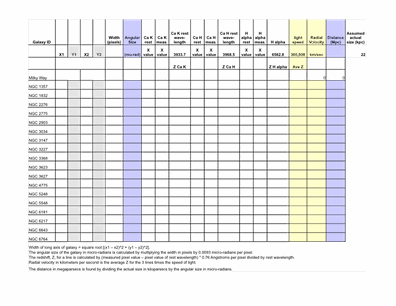 Galaxy ID Width (pixels) Angular Size Ca K rest Ca K meas Ca K rest wave-length Ca H rest Ca H meas Ca H rest wave-length H alpha rest H alpha meas H alpha light speed Radial Velocity Distance (Mpc) Assumed actual size (kpc)
X1 Y1 X2 Y2 (mu-rad) X value X value 3933.7 X value X value 3968.5 X value X value 6562.8 300,000 km/sec 22
Z Ca K Z Ca H Z H alpha Ave Z
Milky Way 0 0
NGC 1357
NGC 1832
NGC 2276
NGC 2775
NGC 2903
NGC 3034
NGC 3147
NGC 3227
NGC 3368
NGC 3623
NGC 3627
NGC 4775
NGC 5248
NGC 5548
NGC 6181
NGC 6217
NGC 6643
NGC 6764
Width of long axis of galaxy = square root [(x1 - x2)^2 + (y1 - y2)^2].
The angular size of the galaxy in micro-radians is calculated by multiplying the width in pixels by micro-radians per pixel.
The redshift, Z, for a line is calculated by (measured pixel value - pixel value of rest wavelength) * 0.76 Angstroms per pixel divided by rest wavelength.
Radial velocity in kilometers per second is the average Z for the 3 lines times the speed of light.
The distance in megaparsecs is found by dividing the actual size in kiloparsecs by the angular size in micro-radians.